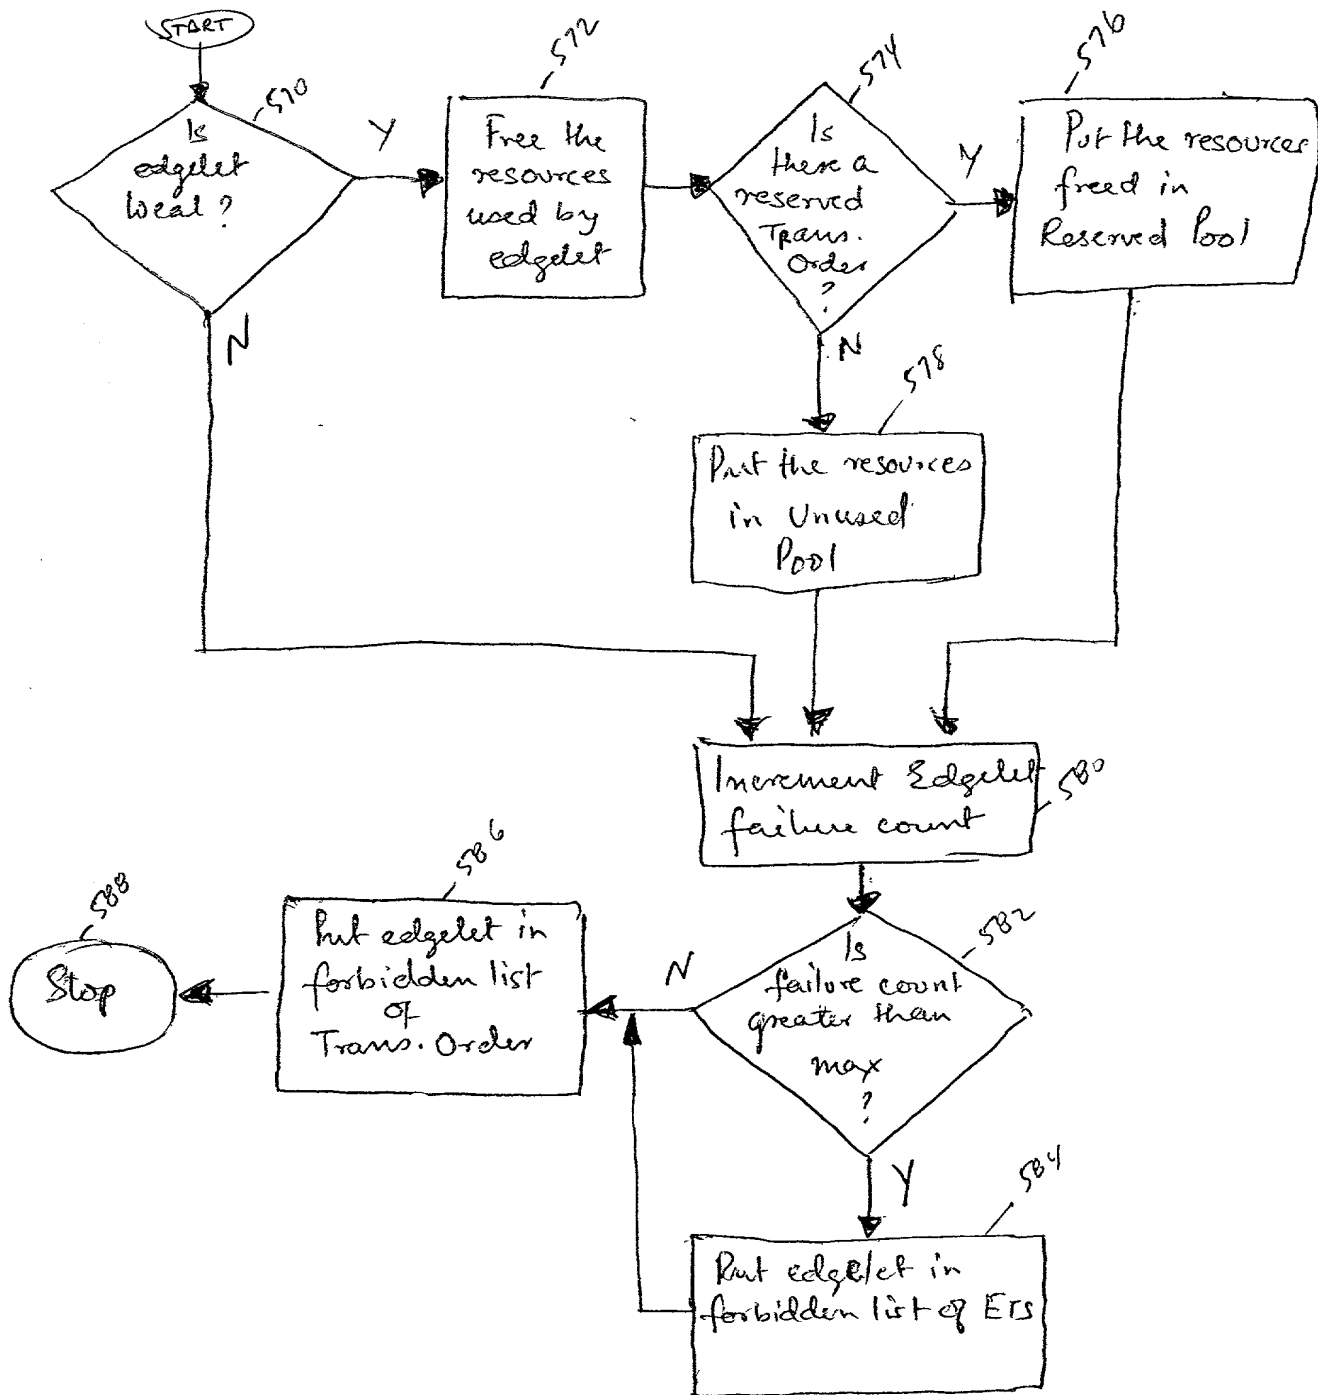 START
570
Is
edgelet
Weal?
Y
N
572
Free the
resources
used by
edgelet
574
Is
there a
reserved
Trans.
Order
?
Y
N
576
Put the resources
freed in
Reserved Pool
578
Put the resources
in Unused
Pool
580
Increment Edgelet
failure count
582
Is
failure count
greater than
max
?
N
Y
584
Put edgelet in
forbidden list of ETS
586
Put edgelet in
forbidden list
of
Trans. Order
588
Stop